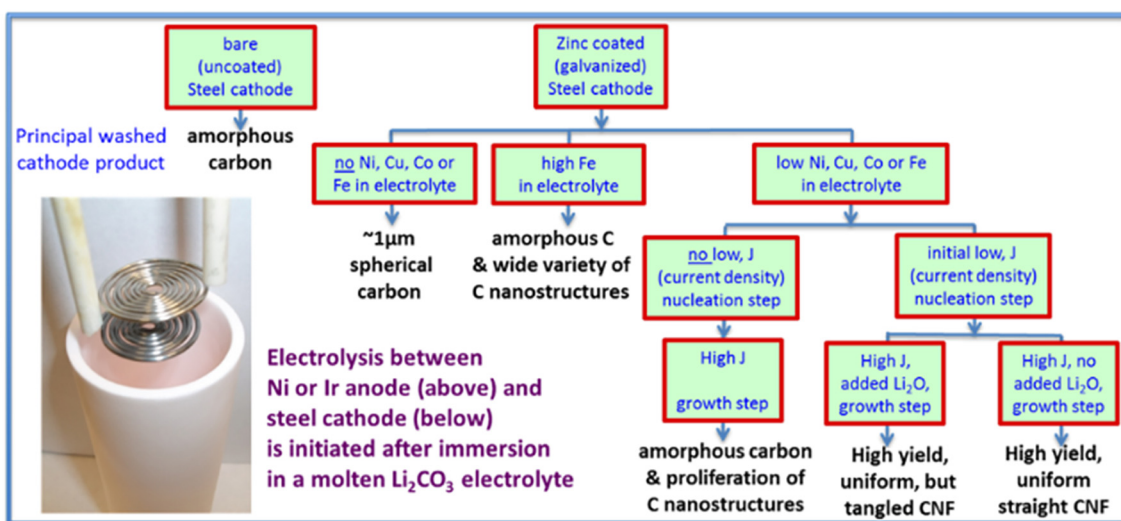 bare
(uncoated)
Steel cathode
Zinc coated
(galvanized)
Steel cathode
Principal washed
cathode product
amorphous
carbon
no Ni, Cu, Co or
Fe in electrolyte
high Fe
in electrolyte
low Ni, Cu, Co or Fe
in electrolyte
~1μm
spherical
carbon
amorphous C
& wide variety of
C nanostructures
no low, J
(current density)
nucleation step
initial low, J
(current density)
nucleation step
Electrolysis between
Ni or Ir anode (above) and
steel cathode (below)
is initiated after immersion
in a molten Li₂CO₃ electrolyte
High J
growth step
High J,
added Li₂O,
growth step
High J, no
added Li₂O,
growth step
amorphous carbon
& proliferation of
C nanostructures
High yield,
uniform, but
tangled CNF
High yield,
uniform
straight CNF